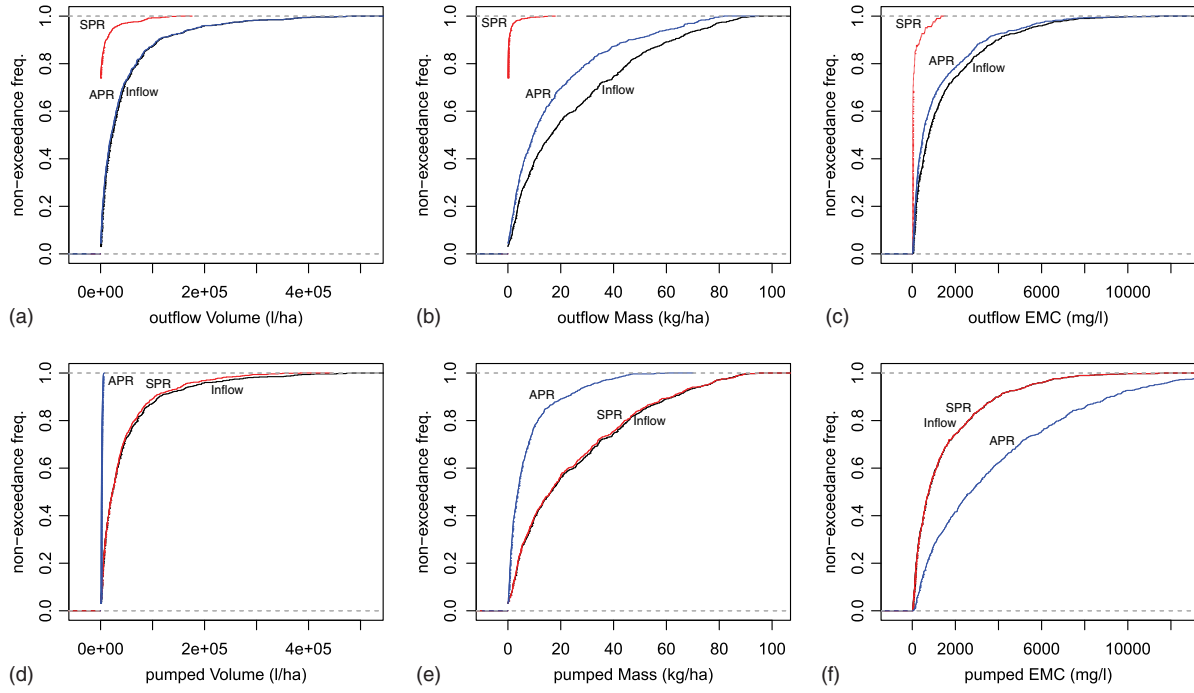 SPR
APR
Inflow
non−exceedance freq.
0.0 0.2 0.4 0.6 0.8 1.0
0e+00 2e+05 4e+05
(a)
outflow Volume (l/ha)
SPR
APR
Inflow
non−exceedance freq.
0.0 0.2 0.4 0.6 0.8 1.0
0 20 40 60 80 100
(b)
outflow Mass (kg/ha)
SPR
APR
Inflow
non−exceedance freq.
0.0 0.2 0.4 0.6 0.8 1.0
0 2000 6000 10000
(c)
outflow EMC (mg/l)
APR
SPR
Inflow
non−exceedance freq.
0.0 0.2 0.4 0.6 0.8 1.0
0e+00 2e+05 4e+05
(d)
pumped Volume (l/ha)
APR
SPR
Inflow
non−exceedance freq.
0.0 0.2 0.4 0.6 0.8 1.0
0 20 40 60 80 100
(e)
pumped Mass (kg/ha)
SPR
Inflow
APR
non−exceedance freq.
0.0 0.2 0.4 0.6 0.8 1.0
0 2000 6000 10000
(f)
pumped EMC (mg/l)